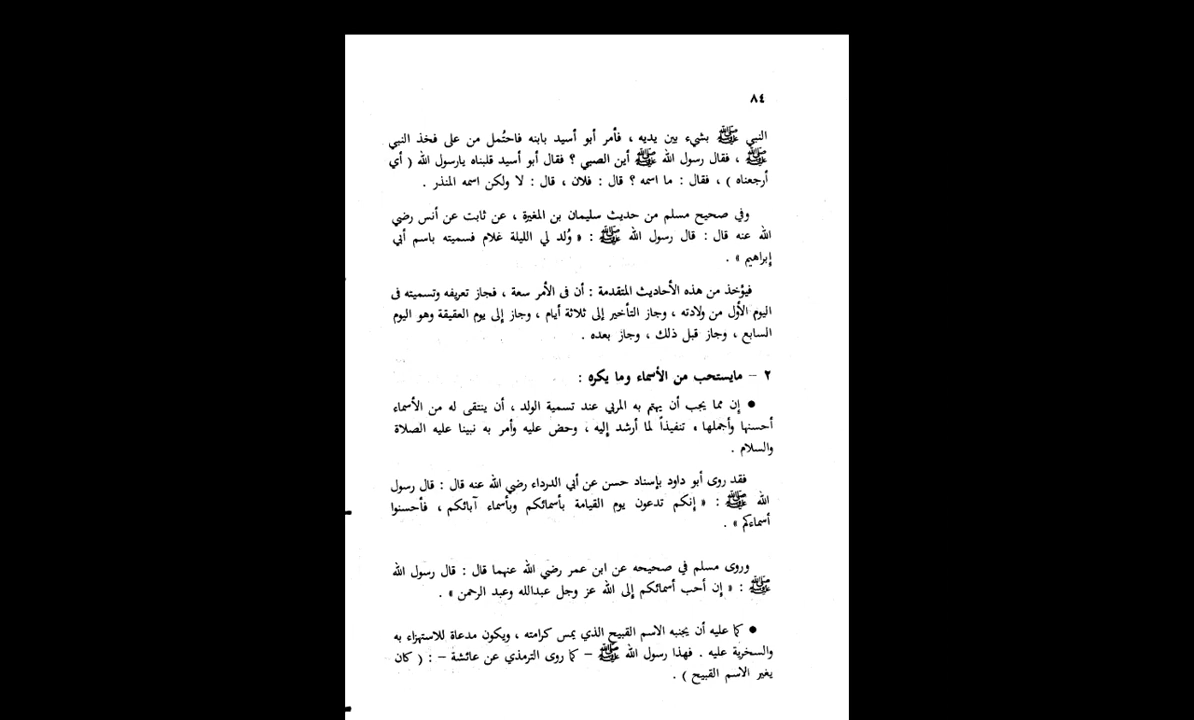 ٨٤
النبي ﷺ بشيء بين يديه ، فأمر أبو أسيد بابنه فاحتُمل من على فخذ النبي
ﷺ ، فقال رسول الله ﷺ أين الصبي ؟ فقال أبو أسيد قلبناه يارسول الله ( أي
أرجعناه ) ، فقال : ما اسمه ؟ قال : فلان ، قال : لا ولكن اسمه المنذر .
وفي صحيح مسلم من حديث سليمان بن المغيرة ، عن ثابت عن أنس رضي
الله عنه قال : قال رسول الله ﷺ : « وُلد لي الليلة غلام فسميته باسم أبي
إبراهيم » .
فيؤخذ من هذه الأحاديث المتقدمة : أن فى الأمر سعة ، فجاز تعريفه وتسميته فى
اليوم الأول من ولادته ، وجاز التأخير إلى ثلاثة أيام ، وجاز إلى يوم العقيقة وهو اليوم
السابع ، وجاز قبل ذلك ، وجاز بعده .
٢ – مايستحب من الأسماء وما يكره :
● إن مما يجب أن يهتم به المربي عند تسمية الولد ، أن ينتقى له من الأسماء
أحسنها وأجملها ، تنفيذاً لما أرشد إليه ، وحض عليه وأمر به نبينا عليه الصلاة
والسلام .
فقد روى أبو داود بإسناد حسن عن أبي الدرداء رضي الله عنه قال : قال رسول
الله ﷺ : « إنكم تدعون يوم القيامة بأسمائكم وبأسماء آبائكم ، فأحسنوا
أسماءكم » .
وروى مسلم في صحيحه عن ابن عمر رضي الله عنهما قال : قال رسول الله
ﷺ : « إن أحب أسمائكم إلى الله عز وجل عبدالله وعبد الرحمن » .
● كما عليه أن يجنبه الاسم القبيح الذي يمس كرامته ، ويكون مدعاة للاستهزاء به
والسخرية عليه . فهذا رسول الله ﷺ – كما روى الترمذي عن عائشة – : ( كان
يغير الاسم القبيح ) .